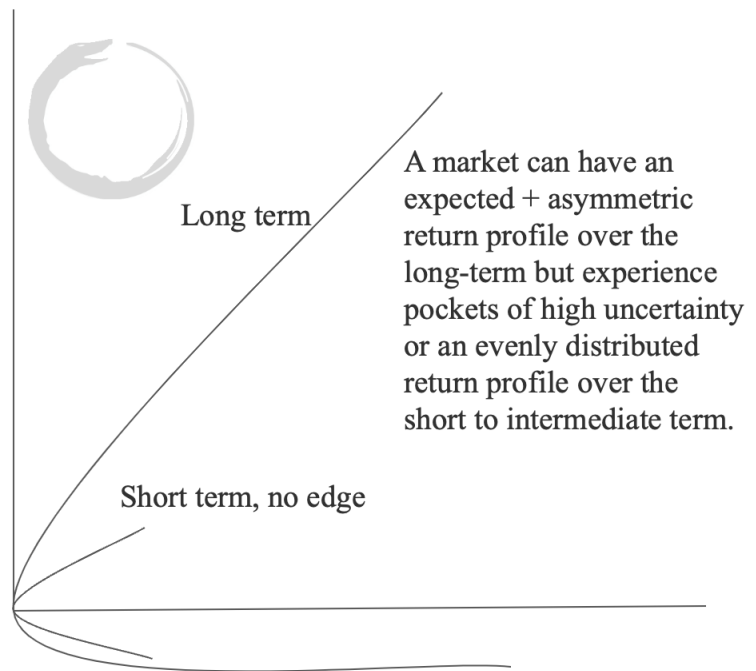 A market can have an
expected + asymmetric
return profile over the
Long term
long-term but experience
pockets of high uncertainty
or an evenly distributed
return profile over the
short to intermediate term.
Short term, no edge